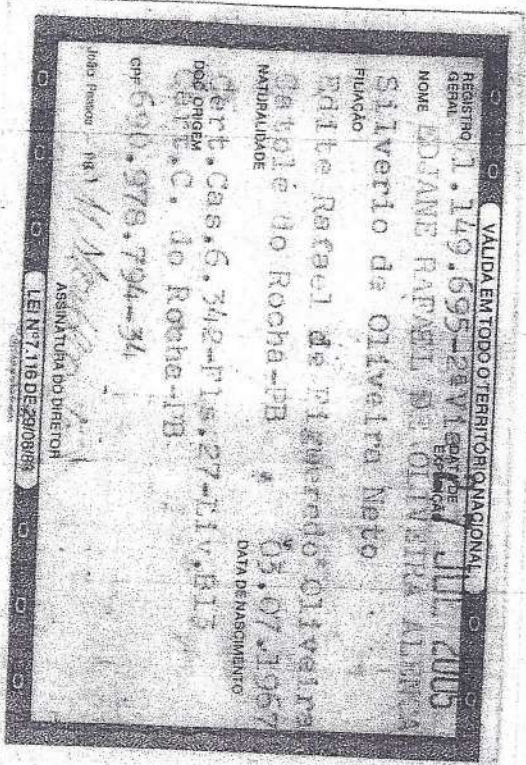 VÁLIDA EM TODO O TERRITÓRIO NACIONAL
REGISTRO GERAL 1.149.695-2ªVIA DATA DE EXPEDIÇÃO JUL 2005
NOME EDJANE RAFAEL DE OLIVEIRA
FILIAÇÃO
Silverio de Oliveira Neto
Edite Rafael de Figueredo Oliveira
NATURALIDADE DATA DE NASCIMENTO
Catolé do Rocha-PB 03.07.1967
DOC ORIGEM
Cert.Cas.6.342-Fls.27-Liv.B13
Cart.C. do Rocha-PB
CPF 690.978.794-34
João Pessoa
ASSINATURA DO DIRETOR
LEI Nº 7.116 DE 29/08/83